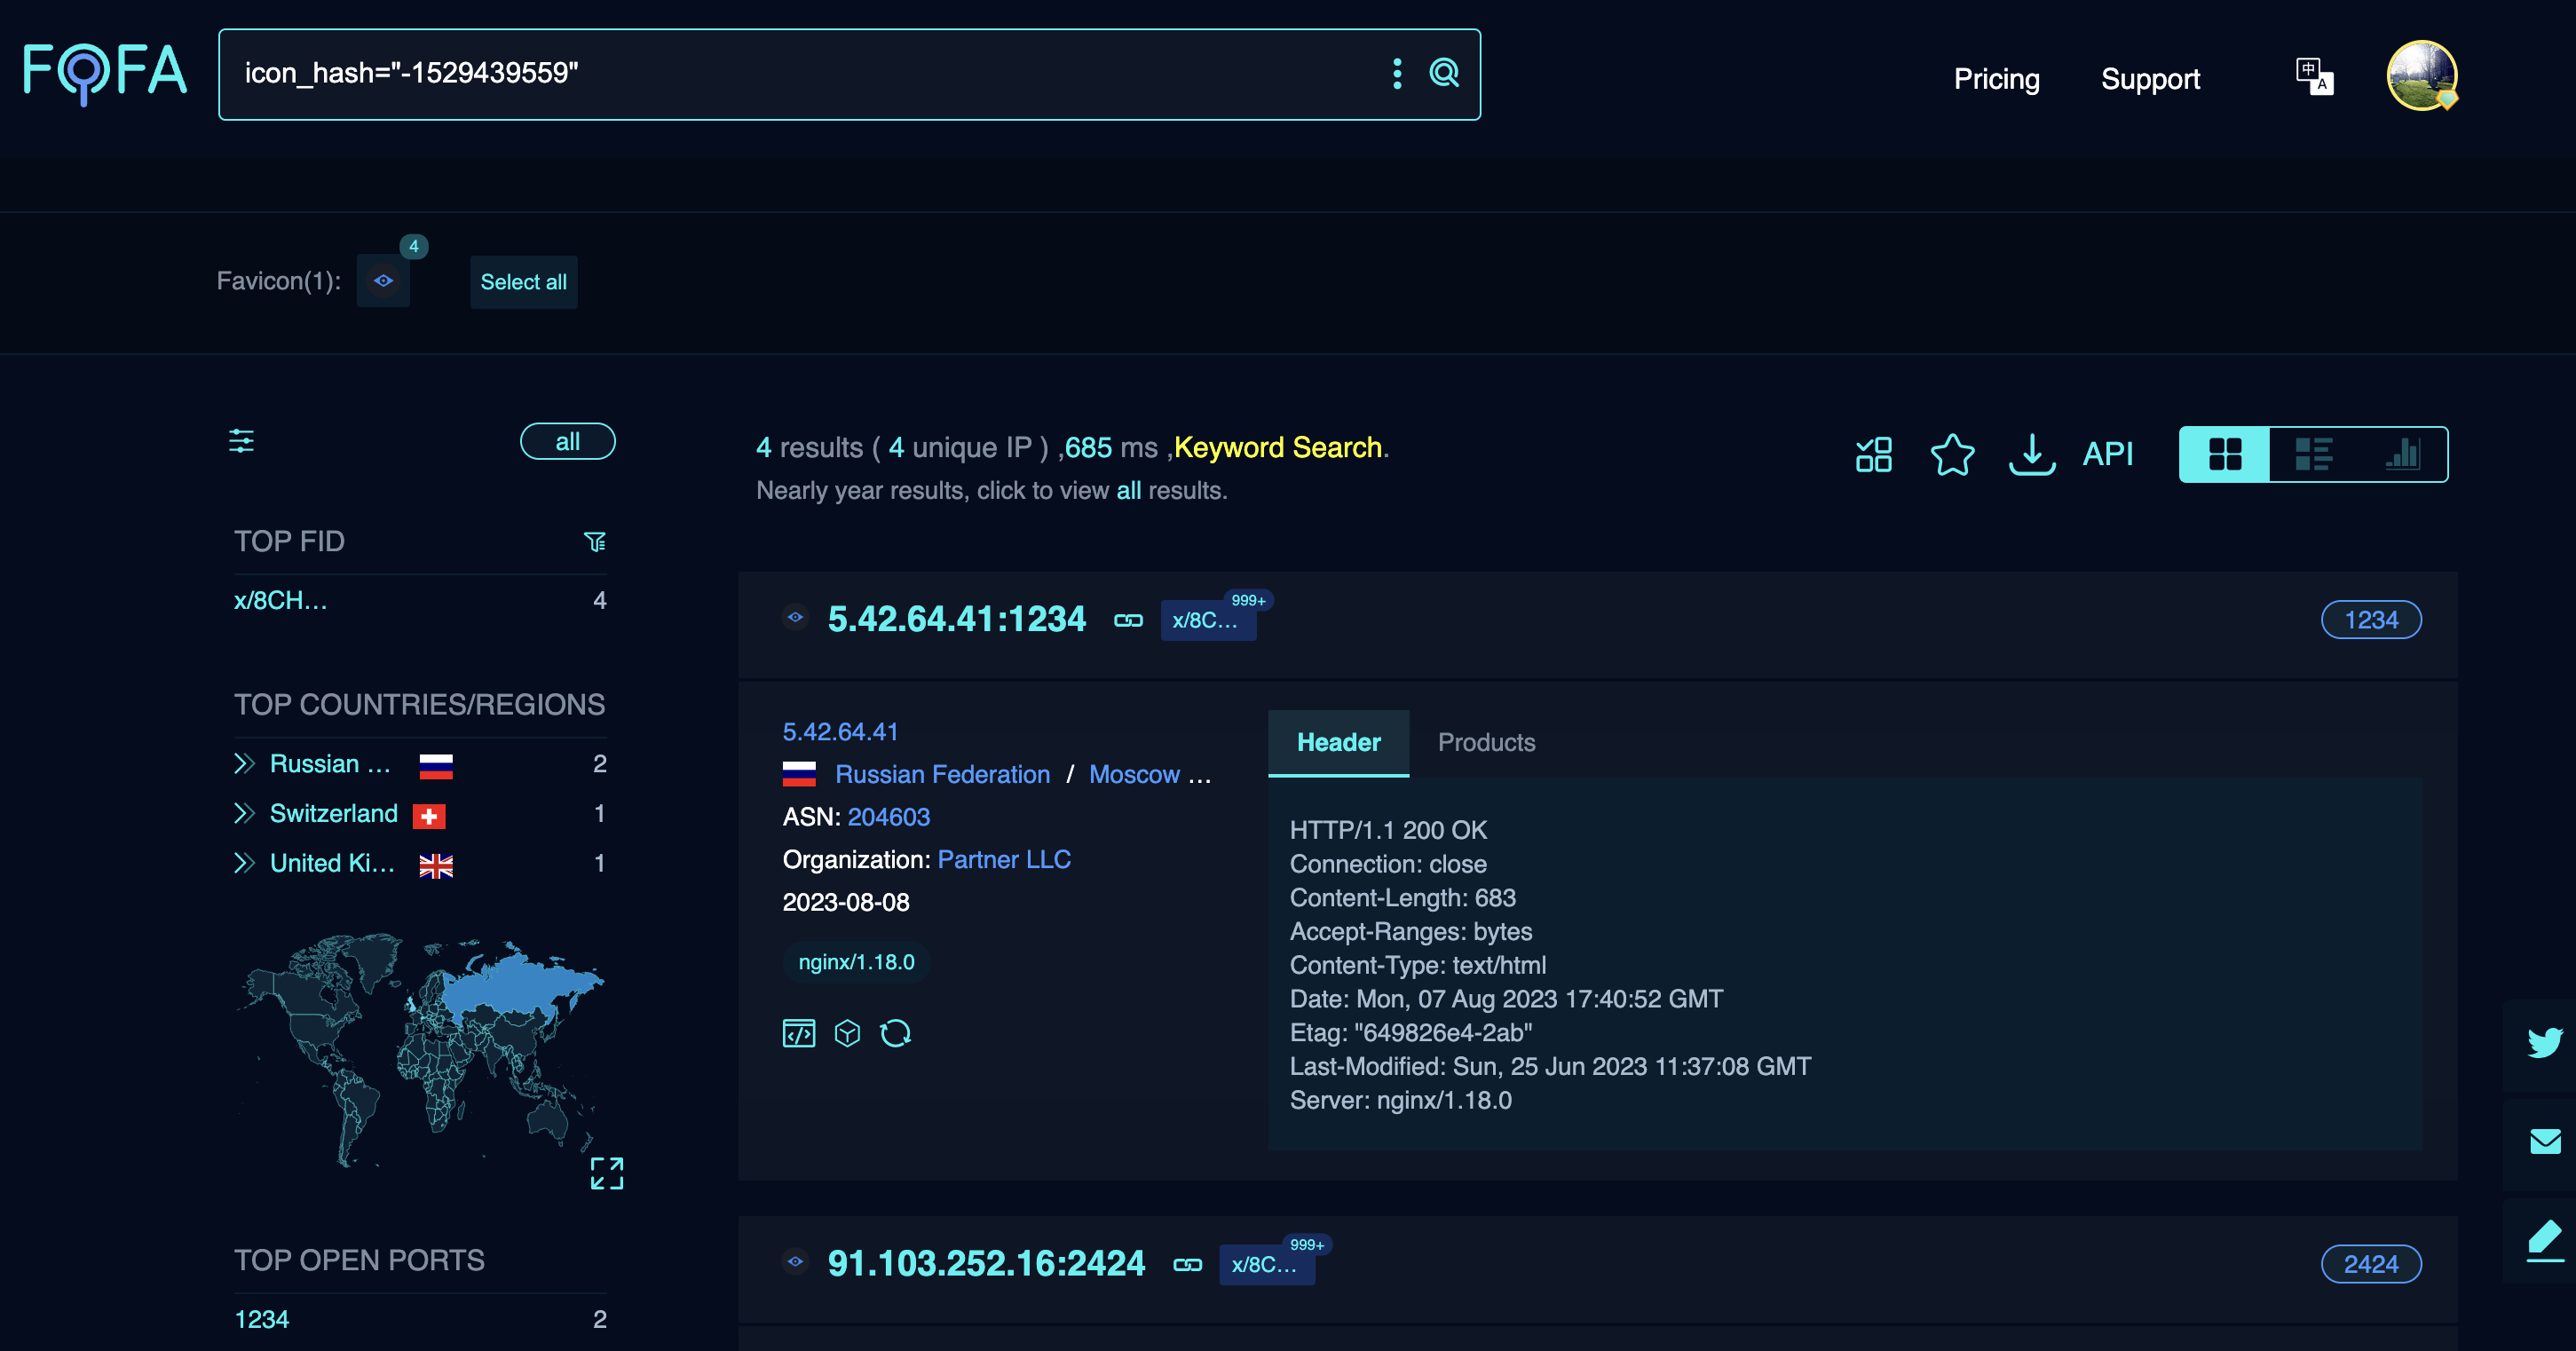 FOFA
icon_hash="-1529439559"
Pricing
Support
中 A
Favicon(1):
4
Select all
all
TOP FID
x/8CH...
4
TOP COUNTRIES/REGIONS
Russian ...
2
Switzerland
1
United Ki...
1
TOP OPEN PORTS
1234
2
4 results ( 4 unique IP ) ,685 ms ,Keyword Search.
Nearly year results, click to view all results.
API
5.42.64.41:1234
x/8C...
999+
1234
5.42.64.41
Russian Federation / Moscow ...
ASN: 204603
Organization: Partner LLC
2023-08-08
nginx/1.18.0
Header
Products
HTTP/1.1 200 OK
Connection: close
Content-Length: 683
Accept-Ranges: bytes
Content-Type: text/html
Date: Mon, 07 Aug 2023 17:40:52 GMT
Etag: "649826e4-2ab"
Last-Modified: Sun, 25 Jun 2023 11:37:08 GMT
Server: nginx/1.18.0
91.103.252.16:2424
x/8C...
999+
2424